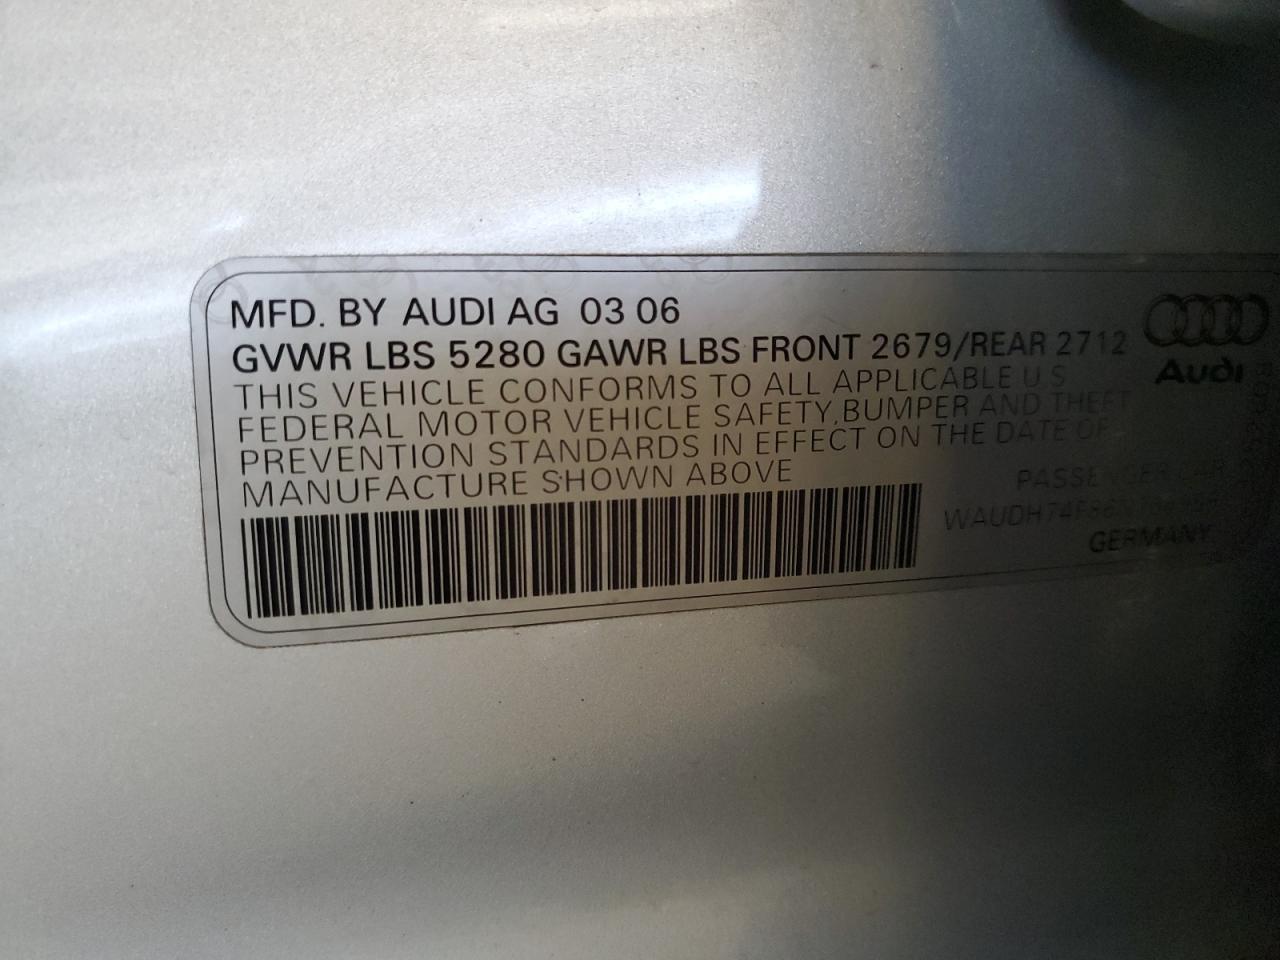 MFD. BY AUDI AG 03 06
GVWR LBS 5280 GAWR LBS FRONT 2679/REAR 2712
Audi
THIS VEHICLE CONFORMS TO ALL APPLICABLE U.S
FEDERAL MOTOR VEHICLE SAFETY, BUMPER AND THEFT
PREVENTION STANDARDS IN EFFECT ON THE DATE OF
MANUFACTURE SHOWN ABOVE
PASSENGER CAR
GERMANY